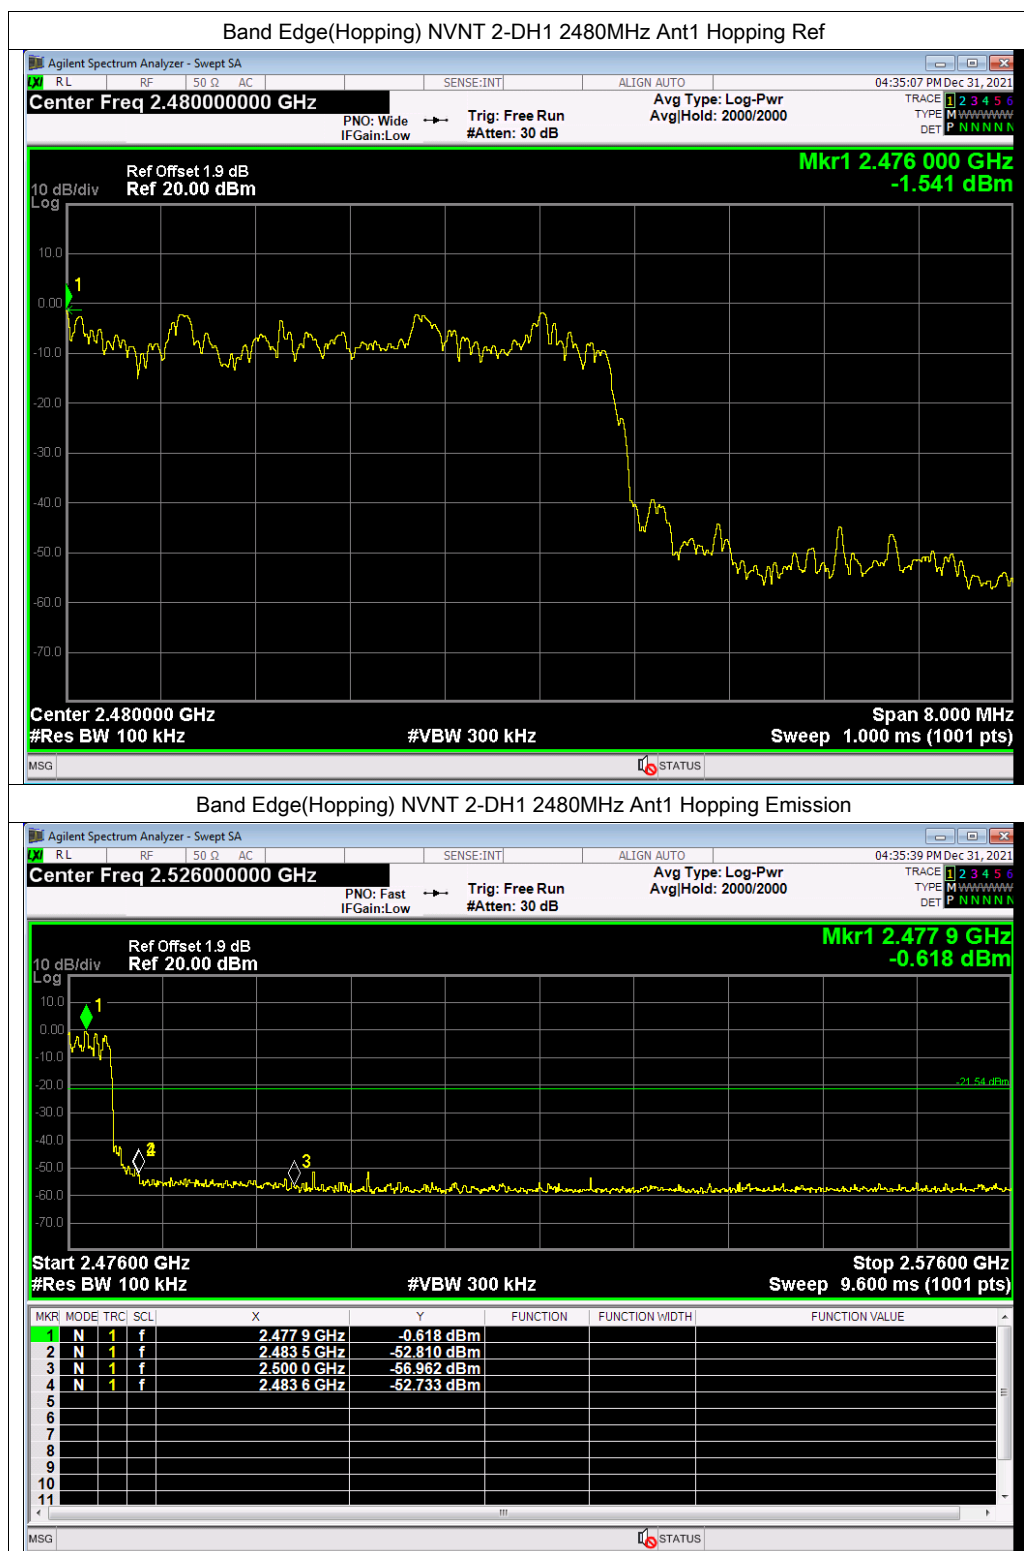 Band Edge(Hopping) NVNT 2-DH1 2480MHz Ant1 Hopping Ref
Agilent Spectrum Analyzer - Swept SA
LXI RL RF 50 Ω AC SENSE:INT ALIGN AUTO 04:35:07 PM Dec 31, 2021
Center Freq 2.480000000 GHz Avg Type: Log-Pwr TRACE 1 2 3 4 5 6
PNO: Wide Trig: Free Run Avg|Hold: 2000/2000 TYPE M WWWWW
IFGain:Low #Atten: 30 dB DET P N N N N N
Mkr1 2.476 000 GHz
Ref Offset 1.9 dB
10 dB/div Ref 20.00 dBm -1.541 dBm
Log
10.0
1
0.00
-10.0
-20.0
-30.0
-40.0
-50.0
-60.0
-70.0
Center 2.480000 GHz Span 8.000 MHz
#Res BW 100 kHz #VBW 300 kHz Sweep 1.000 ms (1001 pts)
MSG STATUS
Band Edge(Hopping) NVNT 2-DH1 2480MHz Ant1 Hopping Emission
Agilent Spectrum Analyzer - Swept SA
LXI RL RF 50 Ω AC SENSE:INT ALIGN AUTO 04:35:39 PM Dec 31, 2021
Center Freq 2.526000000 GHz Avg Type: Log-Pwr TRACE 1 2 3 4 5 6
PNO: Fast Trig: Free Run Avg|Hold: 2000/2000 TYPE M WWWWW
IFGain:Low #Atten: 30 dB DET P N N N N N
Mkr1 2.477 9 GHz
Ref Offset 1.9 dB
10 dB/div Ref 20.00 dBm -0.618 dBm
Log
10.0
1
0.00
-10.0
-20.0
-21.54 dBm
-30.0
-40.0
2 4
-50.0
3
-60.0
-70.0
Start 2.47600 GHz Stop 2.57600 GHz
#Res BW 100 kHz #VBW 300 kHz Sweep 9.600 ms (1001 pts)
MKR MODE TRC SCL X Y FUNCTION FUNCTION WIDTH FUNCTION VALUE
1 N 1 f 2.477 9 GHz -0.618 dBm
2 N 1 f 2.483 5 GHz -52.810 dBm
3 N 1 f 2.500 0 GHz -56.962 dBm
4 N 1 f 2.483 6 GHz -52.733 dBm
5
6
7
8
9
10
11
MSG STATUS